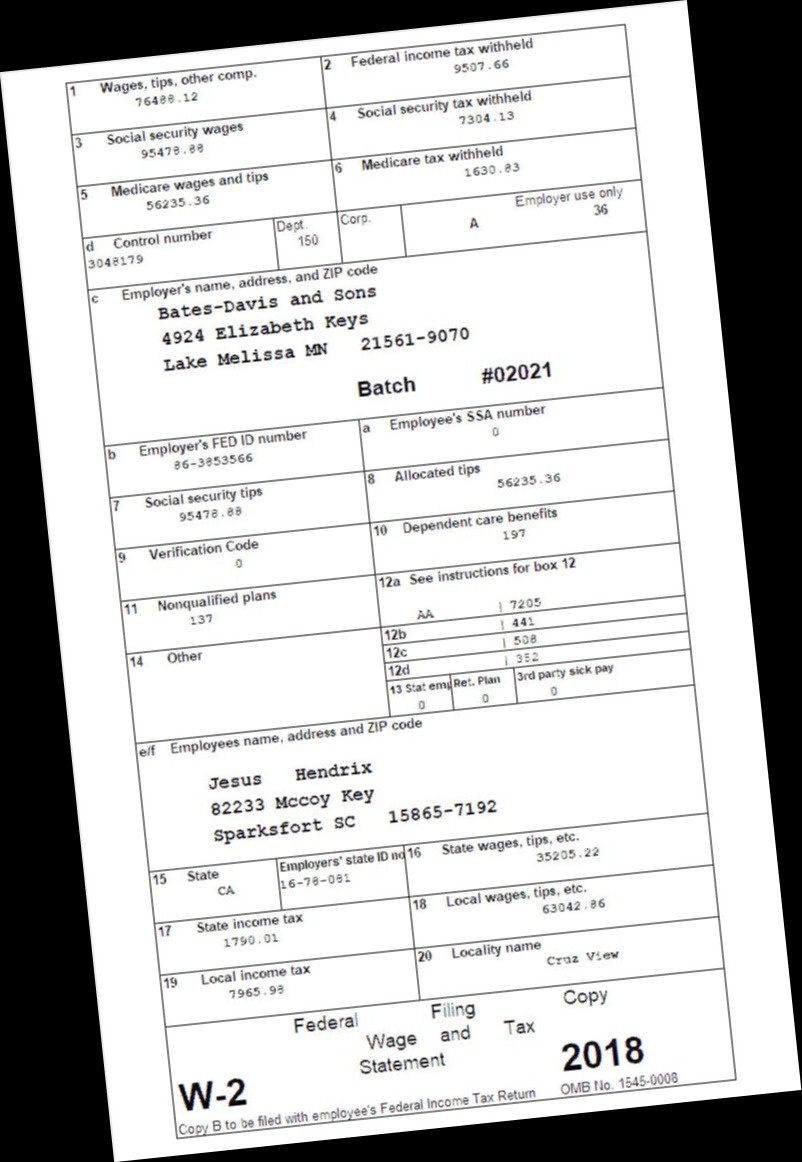 1 Wages, tips, other comp.
76488.12
2 Federal income tax withheld
9507.66
3 Social security wages
95478.88
4 Social security tax withheld
7304.13
5 Medicare wages and tips
56235.36
6 Medicare tax withheld
1630.83
d Control number
3048179
Dept.
150
Corp.
Employer use only
A 36
c Employer's name, address, and ZIP code
Bates-Davis and Sons
4924 Elizabeth Keys
Lake Melissa MN 21561-9070
Batch #02021
b Employer's FED ID number
86-3853566
a Employee's SSA number
0
7 Social security tips
95478.88
8 Allocated tips
56235.36
9 Verification Code
0
10 Dependent care benefits
197
11 Nonqualified plans
137
12a See instructions for box 12
AA | 7205
12b | 441
12c | 508
12d | 352
14 Other
13 Stat emp
0
Ret. Plan
0
3rd party sick pay
0
e/f Employees name, address and ZIP code
Jesus Hendrix
82233 Mccoy Key
Sparksfort SC 15865-7192
15 State
CA
Employers' state ID no
16-78-081
16 State wages, tips, etc.
35205.22
17 State income tax
1790.01
18 Local wages, tips, etc.
63042.86
19 Local income tax
7965.98
20 Locality name
Cruz View
Federal Filing Copy
Wage and Tax
Statement
W-2 2018
Copy B to be filed with employee's Federal Income Tax Return OMB No. 1545-0008